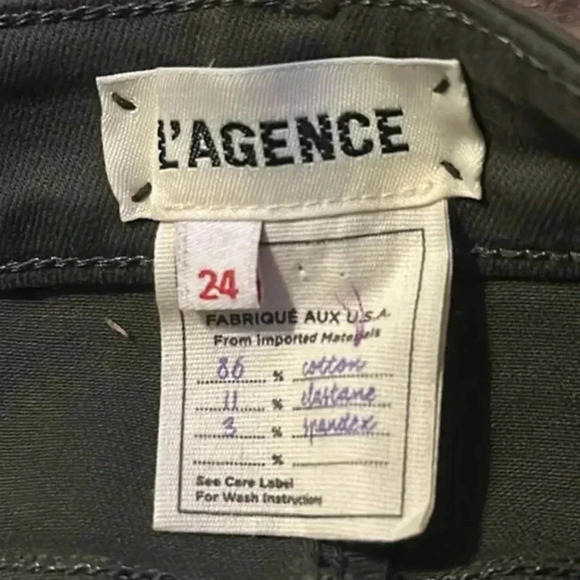 L'AGENCE
24
FABRIQUÉ AUX U.S.A.
From Imported Materials
86 % cotton
11 % elastane
3 % spandex
%
See Care Label
For Wash Instructions